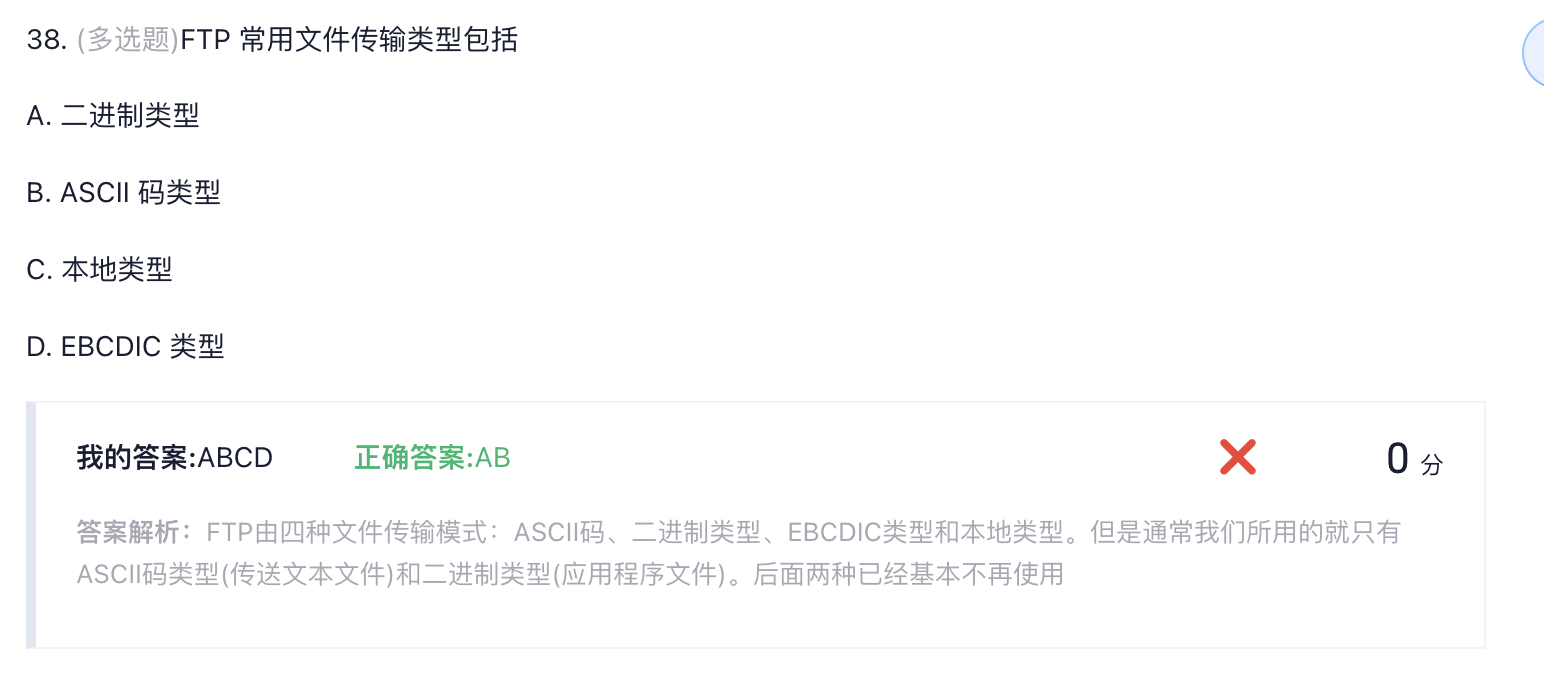 38. (多选题)FTP 常用文件传输类型包括
A. 二进制类型
B. ASCII 码类型
C. 本地类型
D. EBCDIC 类型
我的答案:ABCD 正确答案:AB 0 分
答案解析：FTP由四种文件传输模式：ASCII码、二进制类型、EBCDIC类型和本地类型。但是通常我们所用的就只有
ASCII码类型(传送文本文件)和二进制类型(应用程序文件)。后面两种已经基本不再使用